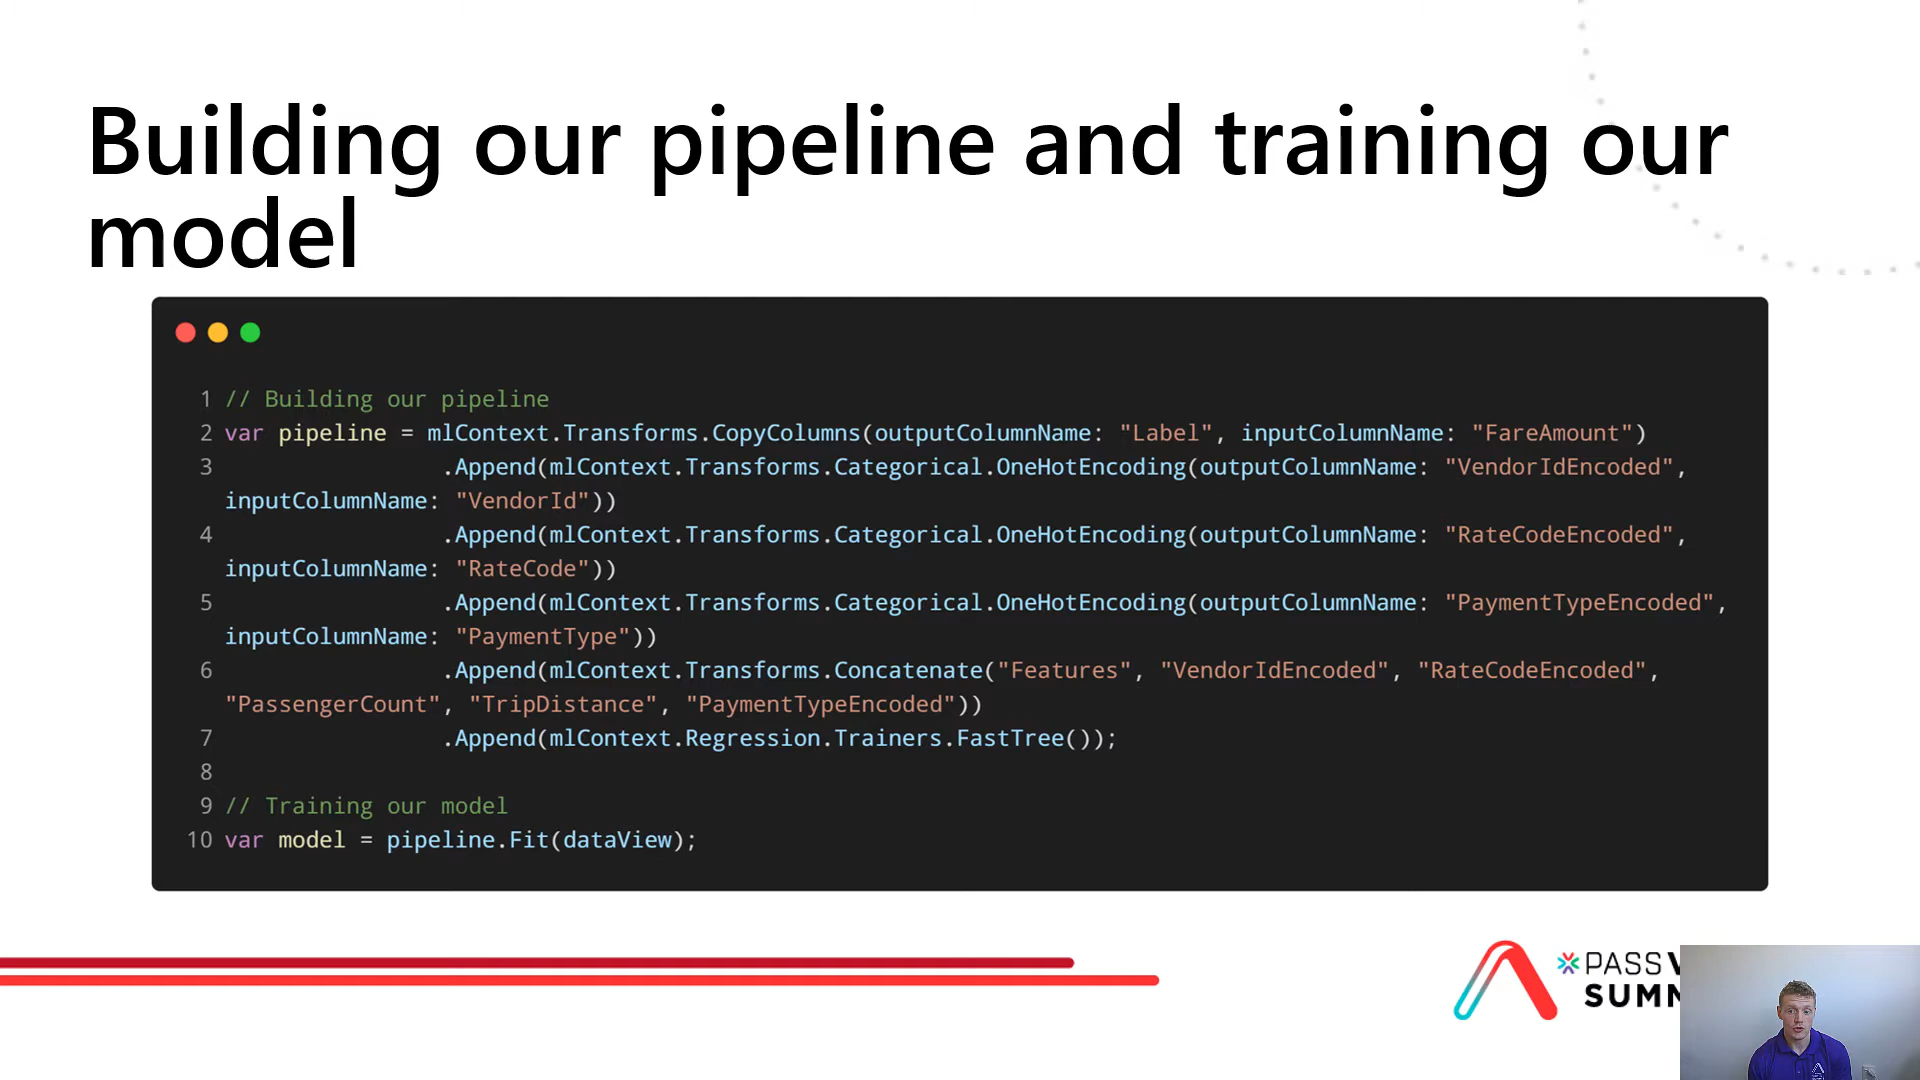 Building our pipeline and training our
model
1 // Building our pipeline
2 var pipeline = mlContext.Transforms.CopyColumns(outputColumnName: "Label", inputColumnName: "FareAmount")
3 .Append(mlContext.Transforms.Categorical.OneHotEncoding(outputColumnName: "VendorIdEncoded",
inputColumnName: "VendorId"))
4 .Append(mlContext.Transforms.Categorical.OneHotEncoding(outputColumnName: "RateCodeEncoded",
inputColumnName: "RateCode"))
5 .Append(mlContext.Transforms.Categorical.OneHotEncoding(outputColumnName: "PaymentTypeEncoded",
inputColumnName: "PaymentType"))
6 .Append(mlContext.Transforms.Concatenate("Features", "VendorIdEncoded", "RateCodeEncoded",
"PassengerCount", "TripDistance", "PaymentTypeEncoded"))
7 .Append(mlContext.Regression.Trainers.FastTree());
8
9 // Training our model
10 var model = pipeline.Fit(dataView);
PASS
SUM